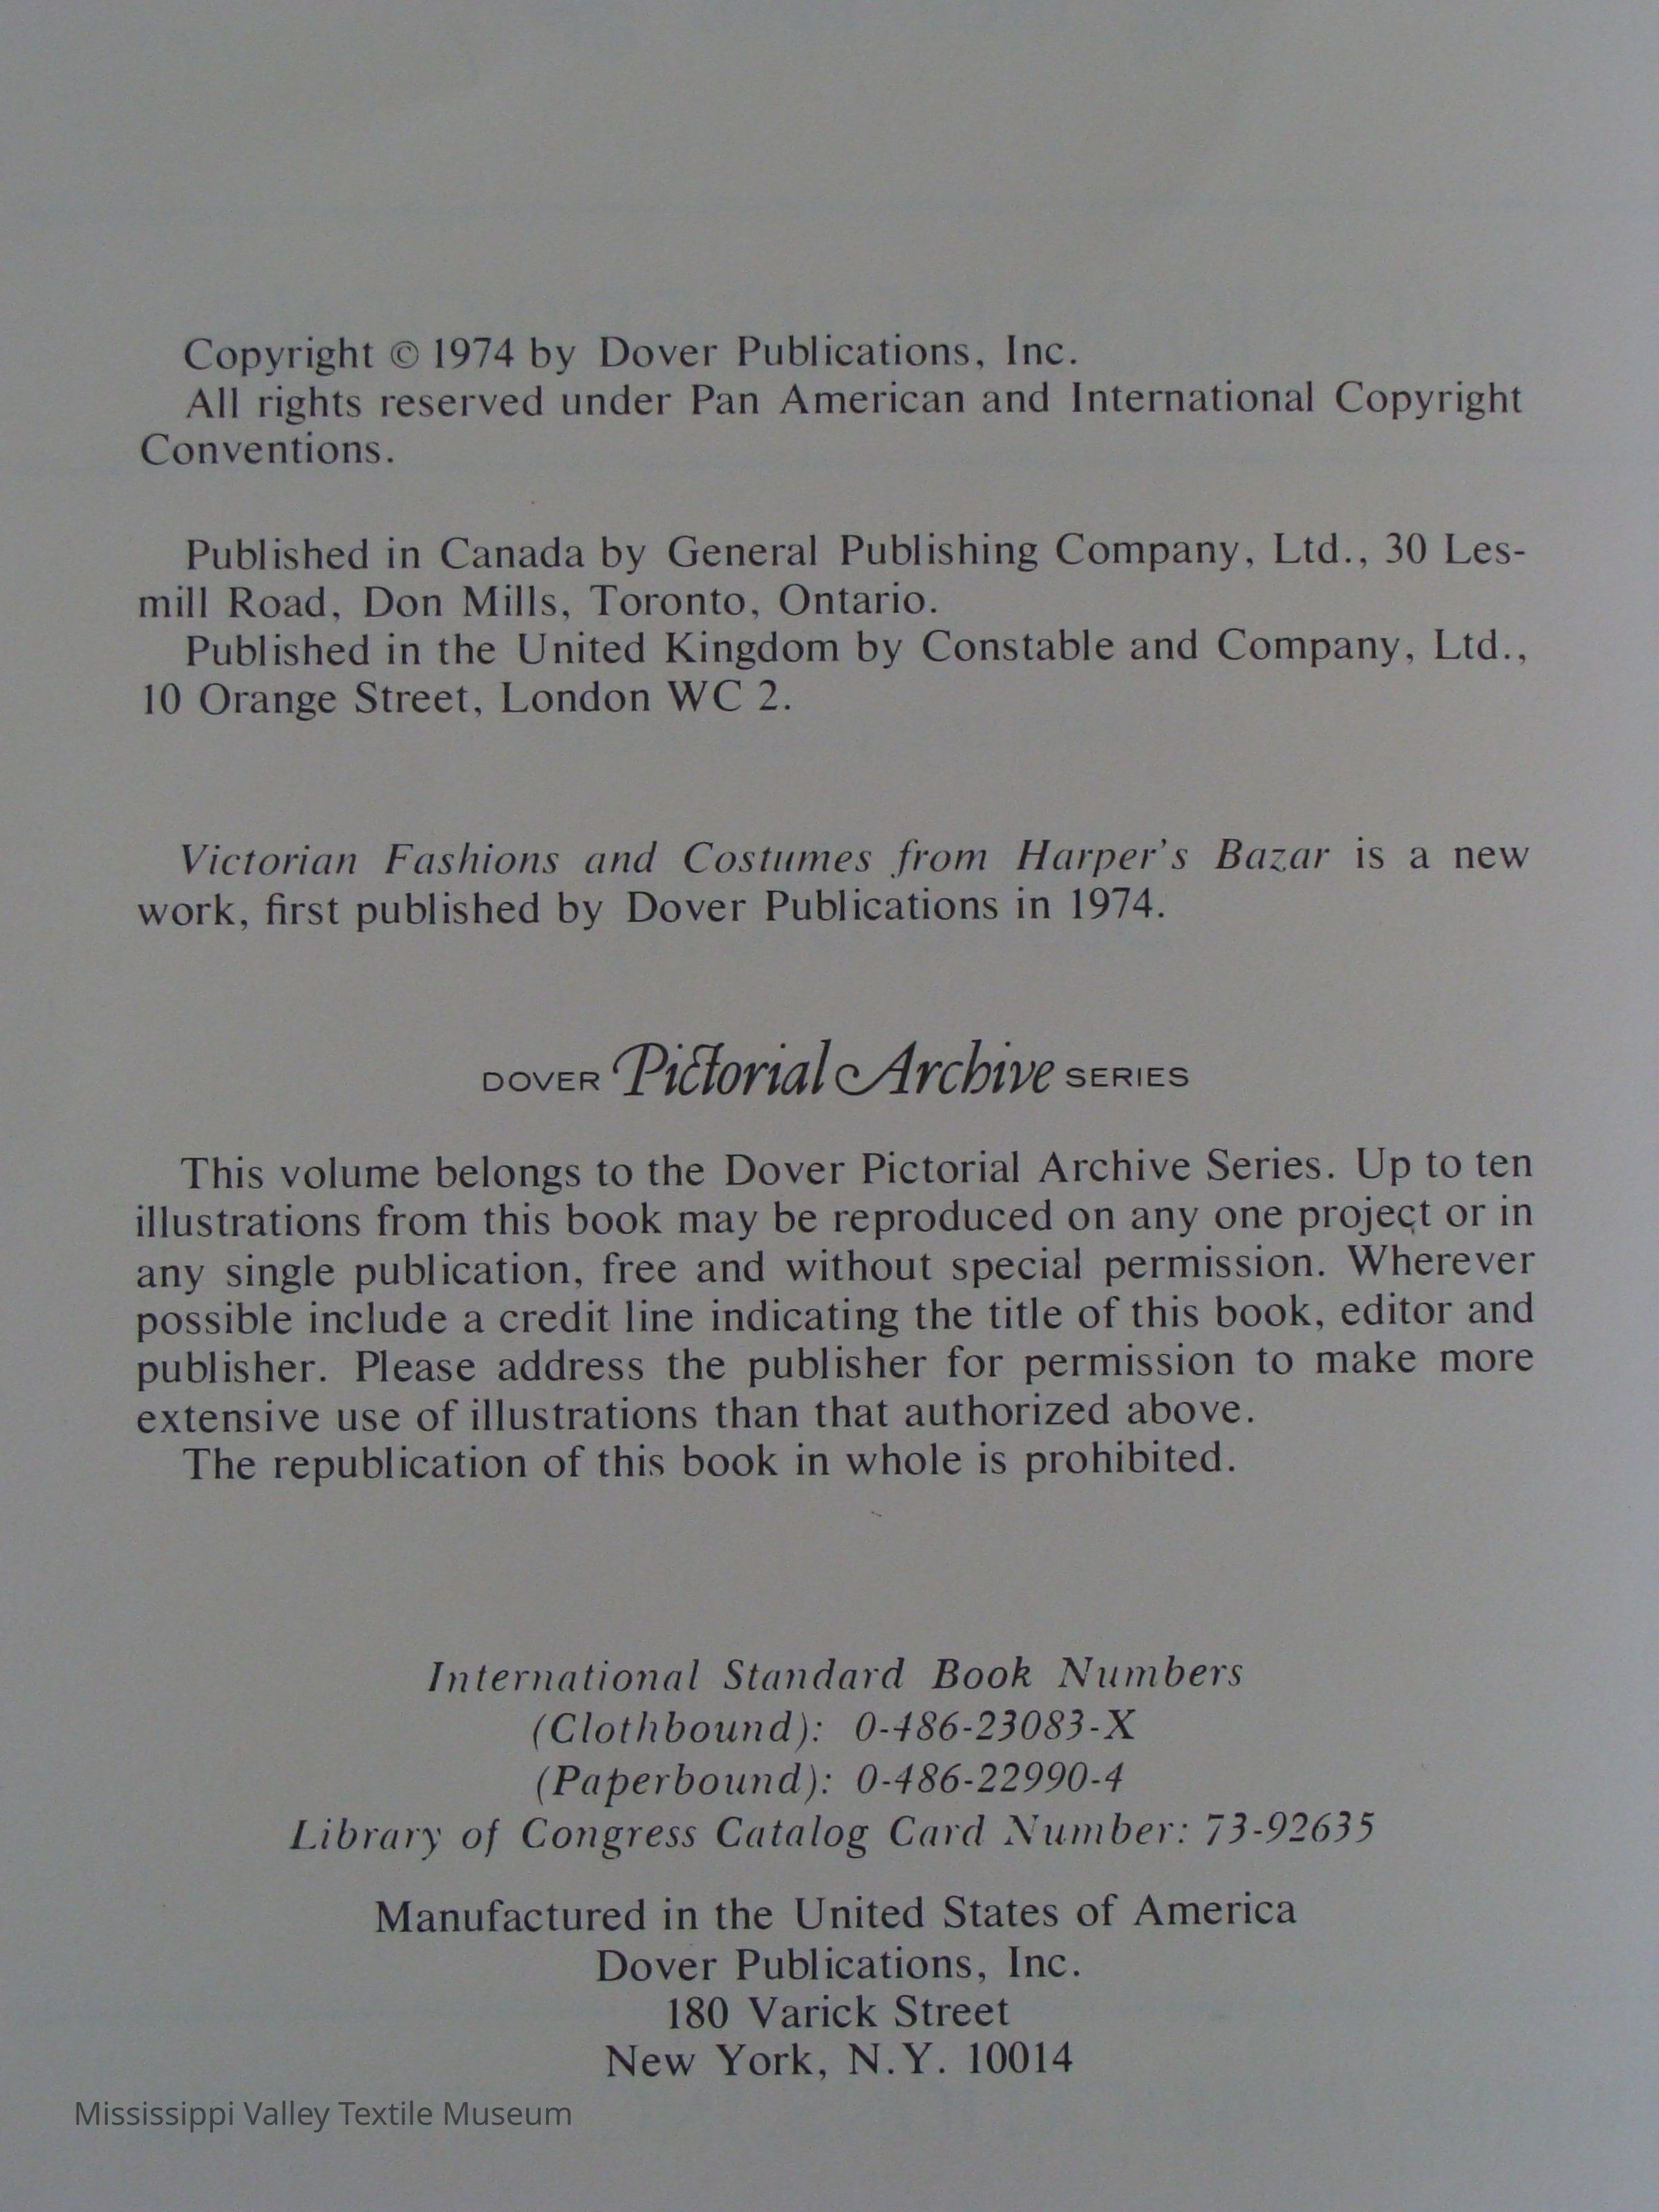 Copyright © 1974 by Dover Publications, Inc.
All rights reserved under Pan American and International Copyright
Conventions.
Published in Canada by General Publishing Company, Ltd., 30 Les-
mill Road, Don Mills, Toronto, Ontario.
Published in the United Kingdom by Constable and Company, Ltd.,
10 Orange Street, London WC 2.
Victorian Fashions and Costumes from Harper's Bazar is a new
work, first published by Dover Publications in 1974.
DOVER Pictorial Archive SERIES
This volume belongs to the Dover Pictorial Archive Series. Up to ten
illustrations from this book may be reproduced on any one project or in
any single publication, free and without special permission. Wherever
possible include a credit line indicating the title of this book, editor and
publisher. Please address the publisher for permission to make more
extensive use of illustrations than that authorized above.
The republication of this book in whole is prohibited.
International Standard Book Numbers
(Clothbound): 0-486-23083-X
(Paperbound): 0-486-22990-4
Library of Congress Catalog Card Number: 73-92635
Manufactured in the United States of America
Dover Publications, Inc.
180 Varick Street
New York, N.Y. 10014
Mississippi Valley Textile Museum